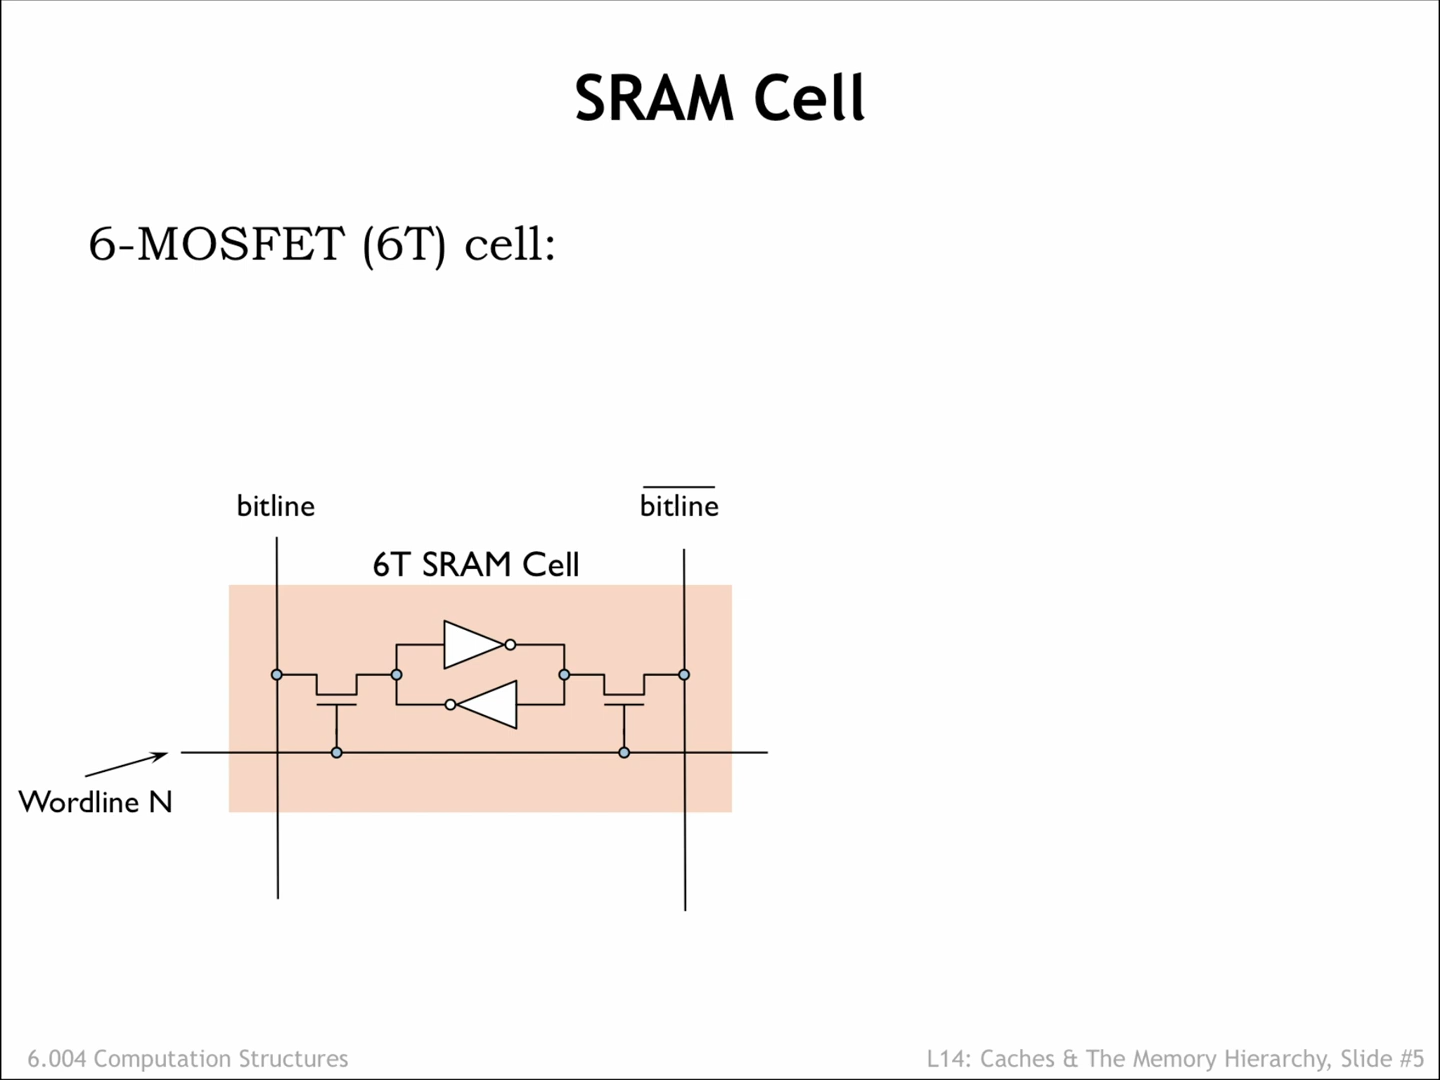 SRAM Cell
6-MOSFET (6T) cell:
bitline
bitline
6T SRAM Cell
Wordline N
6.004 Computation Structures
L14: Caches & The Memory Hierarchy, Slide #5